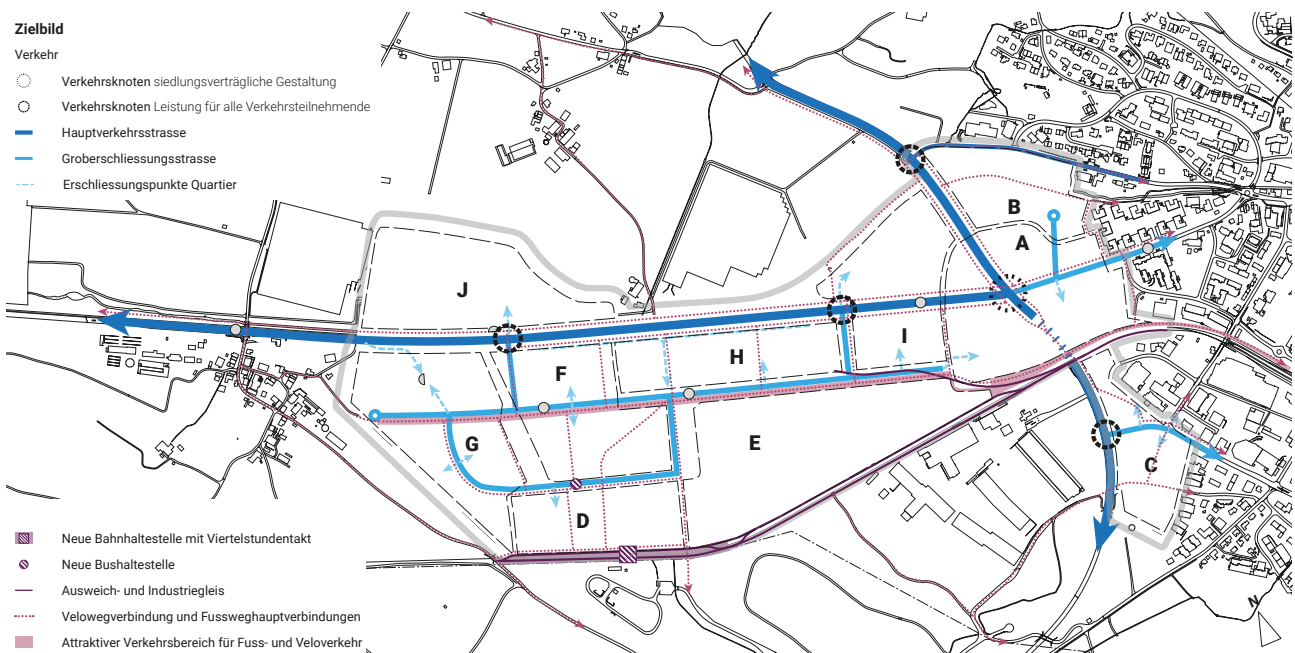 Zielbild
Verkehr
Verkehrsknoten siedlungsverträgliche Gestaltung
Verkehrsknoten Leistung für alle Verkehrsteilnehmende
Hauptverkehrsstrasse
Groberschliessungsstrasse
Erschliessungspunkte Quartier
B
A
J
I
H
F
E
G
C
D
N
Neue Bahnhaltestelle mit Viertelstundentakt
Neue Bushaltestelle
Ausweich- und Industriegleis
Velowegverbindung und Fussweghauptverbindungen
Attraktiver Verkehrsbereich für Fuss- und Veloverkehr